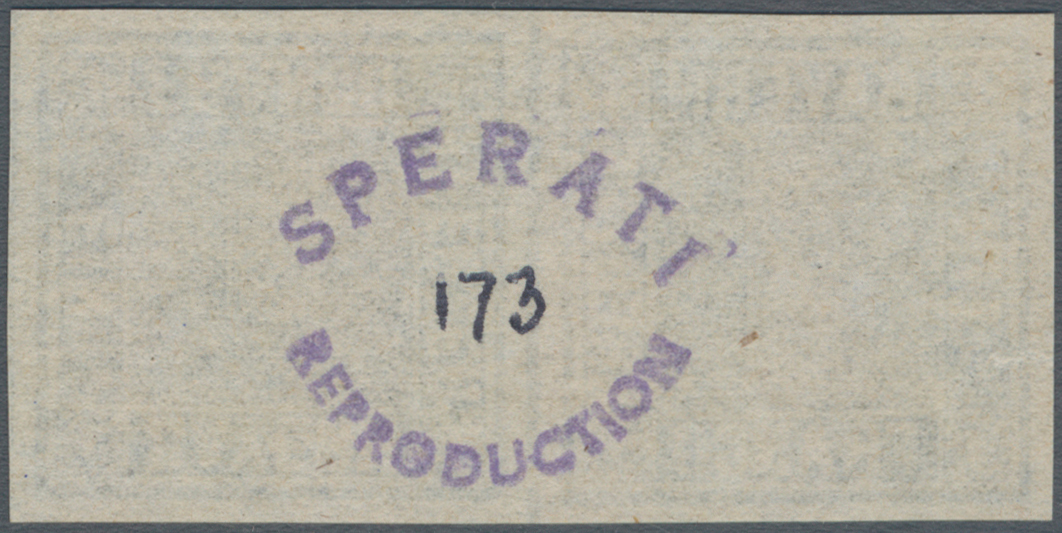 SPERATI
173
REPRODUCTION